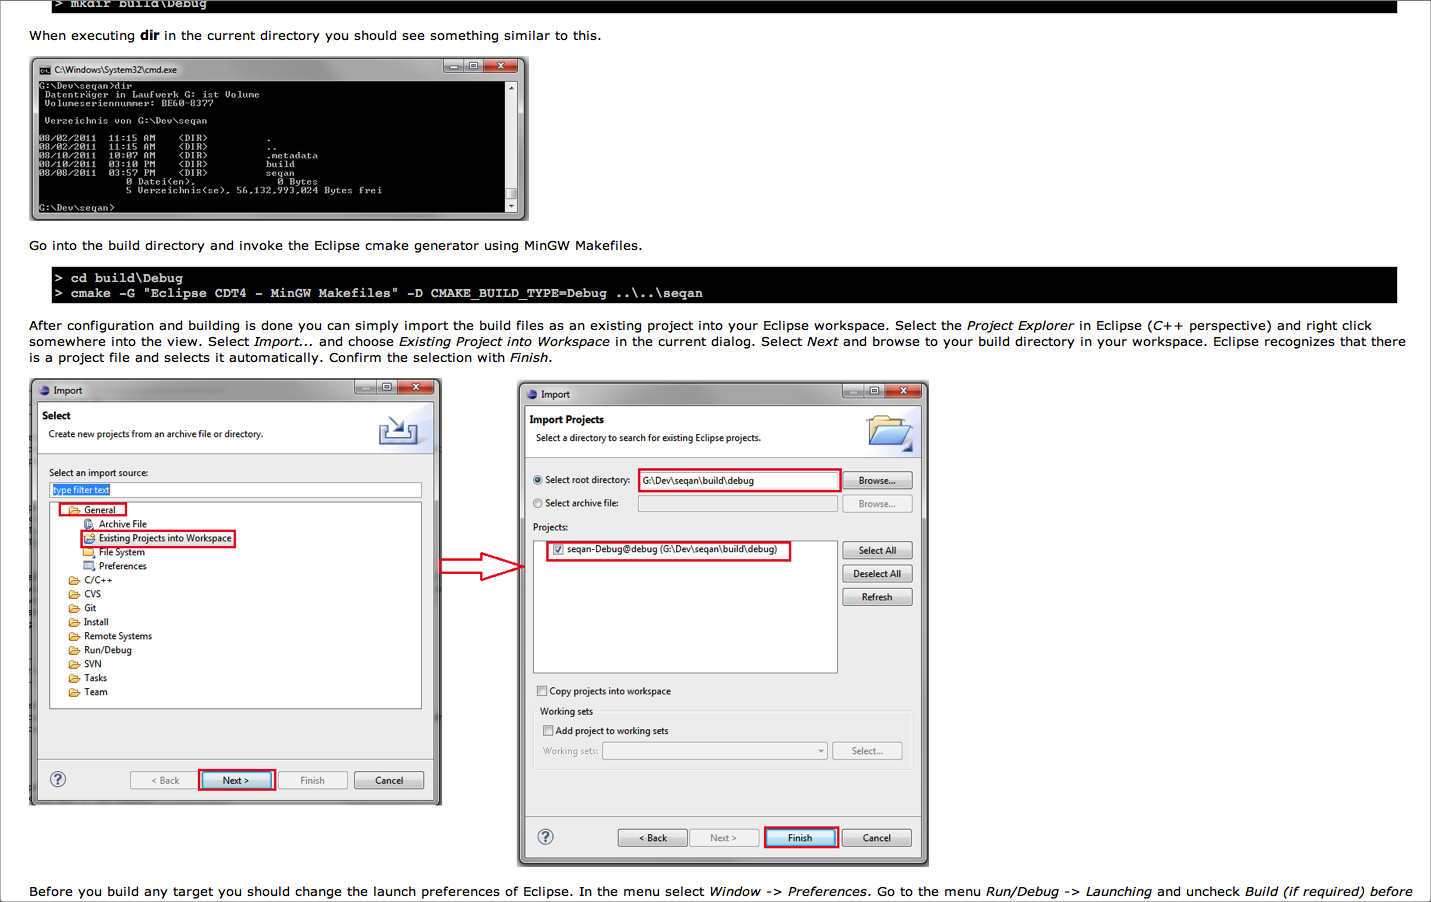 > mkdir build\Debug
When executing dir in the current directory you should see something similar to this.
C:\Windows\System32\cmd.exe
G:\Dev\seqan>dir
Datenträger in Laufwerk G: ist Volume
Volumeseriennummer: BE60-8377
Verzeichnis von G:\Dev\seqan
08/02/2011 11:15 AM <DIR> .
08/02/2011 11:15 AM <DIR> ..
08/10/2011 10:07 AM <DIR> .metadata
08/10/2011 03:10 PM <DIR> build
08/08/2011 03:57 PM <DIR> seqan
0 Datei(en), 0 Bytes
5 Verzeichnis(se), 56,132,993,024 Bytes frei
G:\Dev\seqan>
Go into the build directory and invoke the Eclipse cmake generator using MinGW Makefiles.
> cd build\Debug
> cmake -G "Eclipse CDT4 - MinGW Makefiles" -D CMAKE_BUILD_TYPE=Debug ..\..\seqan
After configuration and building is done you can simply import the build files as an existing project into your Eclipse workspace. Select the Project Explorer in Eclipse (C++ perspective) and right click
somewhere into the view. Select Import... and choose Existing Project into Workspace in the current dialog. Select Next and browse to your build directory in your workspace. Eclipse recognizes that there
is a project file and selects it automatically. Confirm the selection with Finish.
Import
Select
Create new projects from an archive file or directory.
Select an import source:
type filter text
General
Archive File
Existing Projects into Workspace
File System
Preferences
C/C++
CVS
Git
Install
Remote Systems
Run/Debug
SVN
Tasks
Team
< Back
Next >
Finish
Cancel
Import
Import Projects
Select a directory to search for existing Eclipse projects.
Select root directory: G:\Dev\seqan\build\debug Browse...
Select archive file: Browse...
Projects:
seqan-Debug@debug (G:\Dev\seqan\build\debug)
Select All
Deselect All
Refresh
Copy projects into workspace
Working sets
Add project to working sets
Working sets: Select...
< Back
Next >
Finish
Cancel
Before you build any target you should change the launch preferences of Eclipse. In the menu select Window -> Preferences. Go to the menu Run/Debug -> Launching and uncheck Build (if required) before